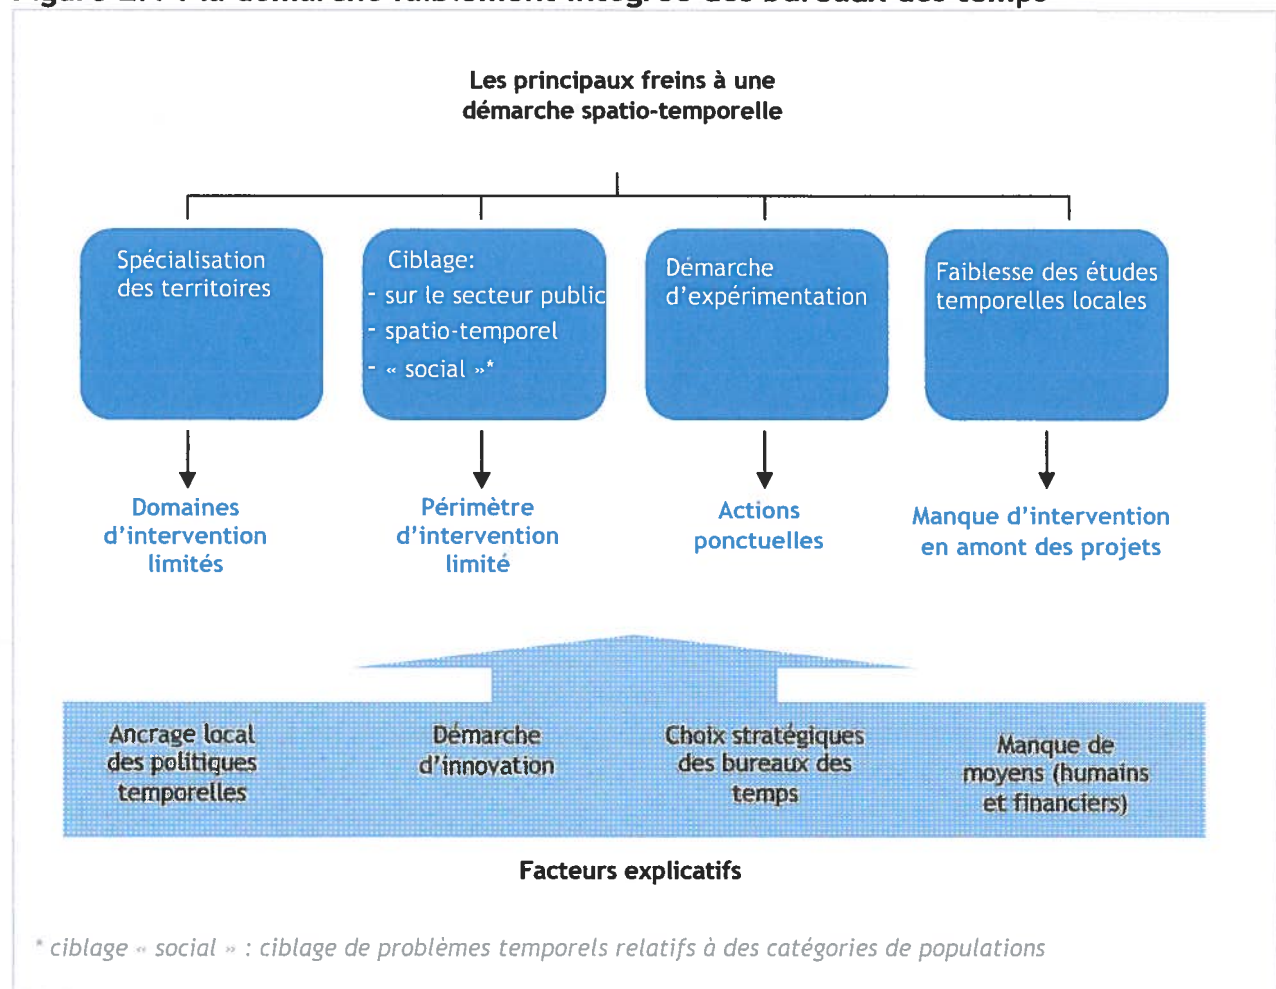 Les principaux freins à une
démarche spatio-temporelle
Spécialisation
des territoires
Ciblage:
- sur le secteur public
- spatio-temporel
- « social »*
Démarche
d'expérimentation
Faiblesse des études
temporelles locales
Domaines
d'intervention
limités
Périmètre
d'intervention
limité
Actions
ponctuelles
Manque d'intervention
en amont des projets
Ancrage local
des politiques
temporelles
Démarche
d'innovation
Choix stratégiques
des bureaux des
temps
Manque de
moyens (humains
et financiers)
Facteurs explicatifs
* ciblage « social » : ciblage de problèmes temporels relatifs à des catégories de populations